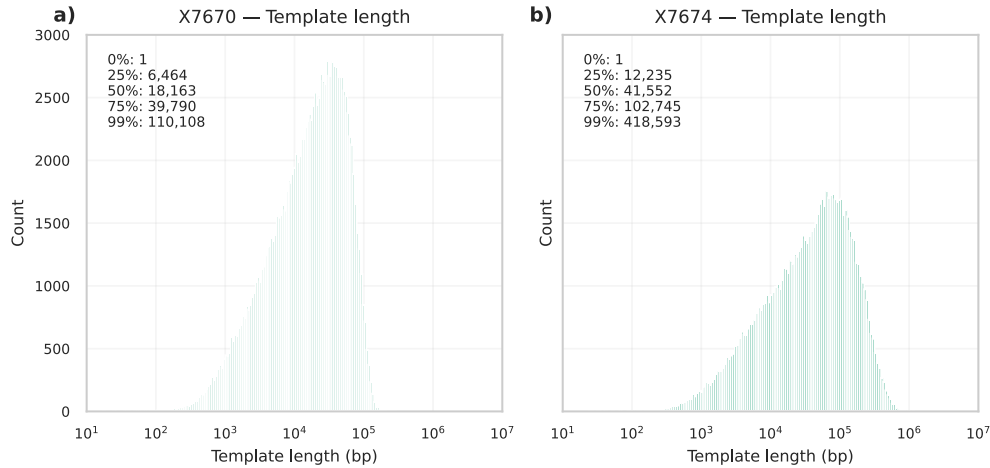 a) X7670 — Template length
3000
2500
2000
1500
1000
500
0
Count
0%: 1
25%: 6,464
50%: 18,163
75%: 39,790
99%: 110,108
10¹ 10² 10³ 10⁴ 10⁵ 10⁶ 10⁷
Template length (bp)
b) X7674 — Template length
Count
0%: 1
25%: 12,235
50%: 41,552
75%: 102,745
99%: 418,593
10¹ 10² 10³ 10⁴ 10⁵ 10⁶ 10⁷
Template length (bp)